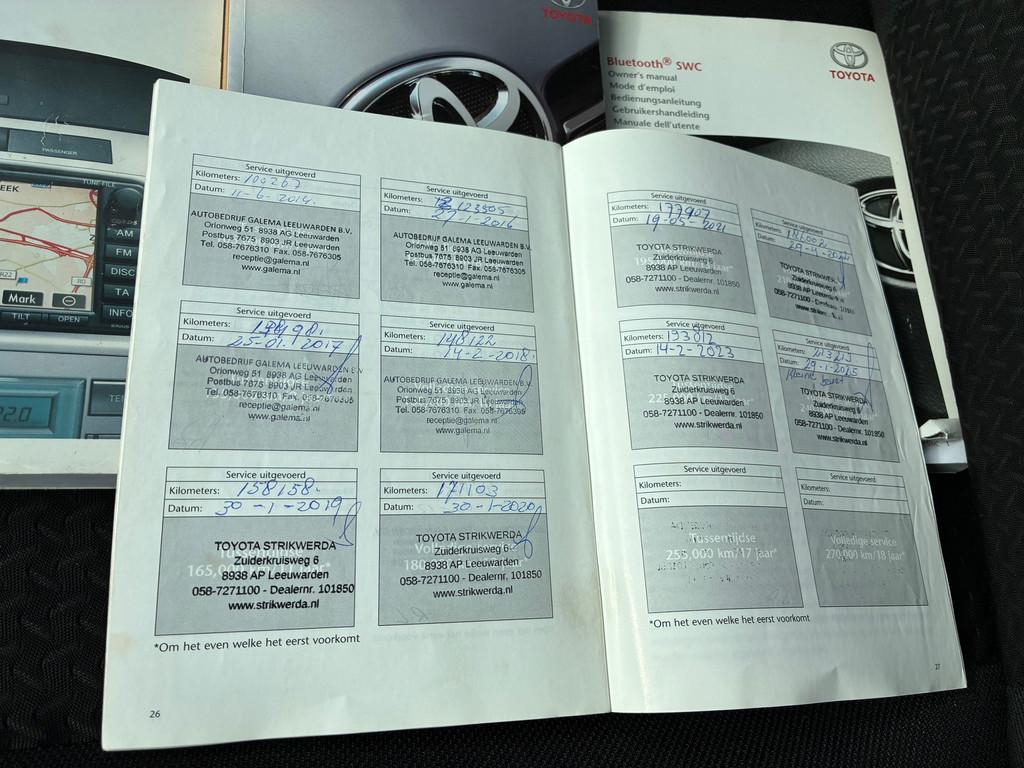 TOYOTA
Bluetooth® SWC
Owner's manual
Mode d'emploi
Bedienungsanleitung
Gebruikershandleiding
Manuale dell'utente
TOYOTA
PASSENGER
EEK
TUNE·FILE
AM
FM
DISC
TA
INFO
Mark
TILT
OPEN
Service uitgevoerd
Kilometers: 100267
Datum: 11-6-2014.
AUTOBEDRIJF GALEMA LEEUWARDEN B.V.
Orionweg 51 8938 AG Leeuwarden
Postbus 7675 8903 JR Leeuwarden
Tel. 058-7676310 Fax. 058-7676305
receptie@galema.nl
www.galema.nl
Service uitgevoerd
Kilometers: 123505
Datum: 27-1-2016
AUTOBEDRIJF GALEMA LEEUWARDEN B.V.
Orionweg 51 8938 AG Leeuwarden
Postbus 7675 8903 JR Leeuwarden
Tel. 058-7676310 Fax. 058-7676305
receptie@galema.nl
www.galema.nl
Service uitgevoerd
Kilometers:
Datum: 25-01-2017
AUTOBEDRIJF GALEMA LEEUWARDEN B.V.
Orionweg 51 8938 AG Leeuwarden
Postbus 7675 8903 JR Leeuwarden
Tel. 058-7676310 Fax. 058-7676305
receptie@galema.nl
www.galema.nl
Service uitgevoerd
Kilometers: 148122
Datum: 14-2-2018.
AUTOBEDRIJF GALEMA LEEUWARDEN B.V.
Orionweg 51 8938 AG Leeuwarden
Postbus 7675 8903 JR Leeuwarden
Tel. 058-7676310 Fax. 058-7676305
receptie@galema.nl
www.galema.nl
Service uitgevoerd
Kilometers: 158158.
Datum: 30-1-2019
TOYOTA STRIKWERDA
Zuiderkruisweg 6
8938 AP Leeuwarden
058-7271100 - Dealernr. 101850
www.strikwerda.nl
Service uitgevoerd
Kilometers: 171103
Datum: 30-1-2020
TOYOTA STRIKWERDA
Zuiderkruisweg 6
8938 AP Leeuwarden
058-7271100 - Dealernr. 101850
www.strikwerda.nl
*Om het even welke het eerst voorkomt
26
Service uitgevoerd
Kilometers: 177907
Datum: 19-05-2021
TOYOTA STRIKWERDA
Zuiderkruisweg 6
8938 AP Leeuwarden
058-7271100 - Dealernr. 101850
www.strikwerda.nl
Service uitgevoerd
Kilometers:
Datum:
TOYOTA STRIKWERDA
Zuiderkruisweg 6
8938 AP Leeuwarden
058-7271100 - Dealernr.
www.strikwerda.nl
Service uitgevoerd
Kilometers: 193012
Datum: 14-2-2023
TOYOTA STRIKWERDA
Zuiderkruisweg 6
8938 AP Leeuwarden
058-7271100 - Dealernr. 101850
www.strikwerda.nl
Service uitgevoerd
Kilometers: 213213
Datum: 29-1-2025
Kleine beurt
TOYOTA STRIKWERDA
Zuiderkruisweg 6
8938 AP Leeuwarden
058-7271100 - Dealernr. 101850
www.strikwerda.nl
Service uitgevoerd
Kilometers:
Datum:
Tussentijdse
255,000 km/17 jaar*
Service uitgevoerd
Kilometers:
Datum:
Volledige service
270,000 km/18 jaar*
*Om het even welke het eerst voorkomt
27